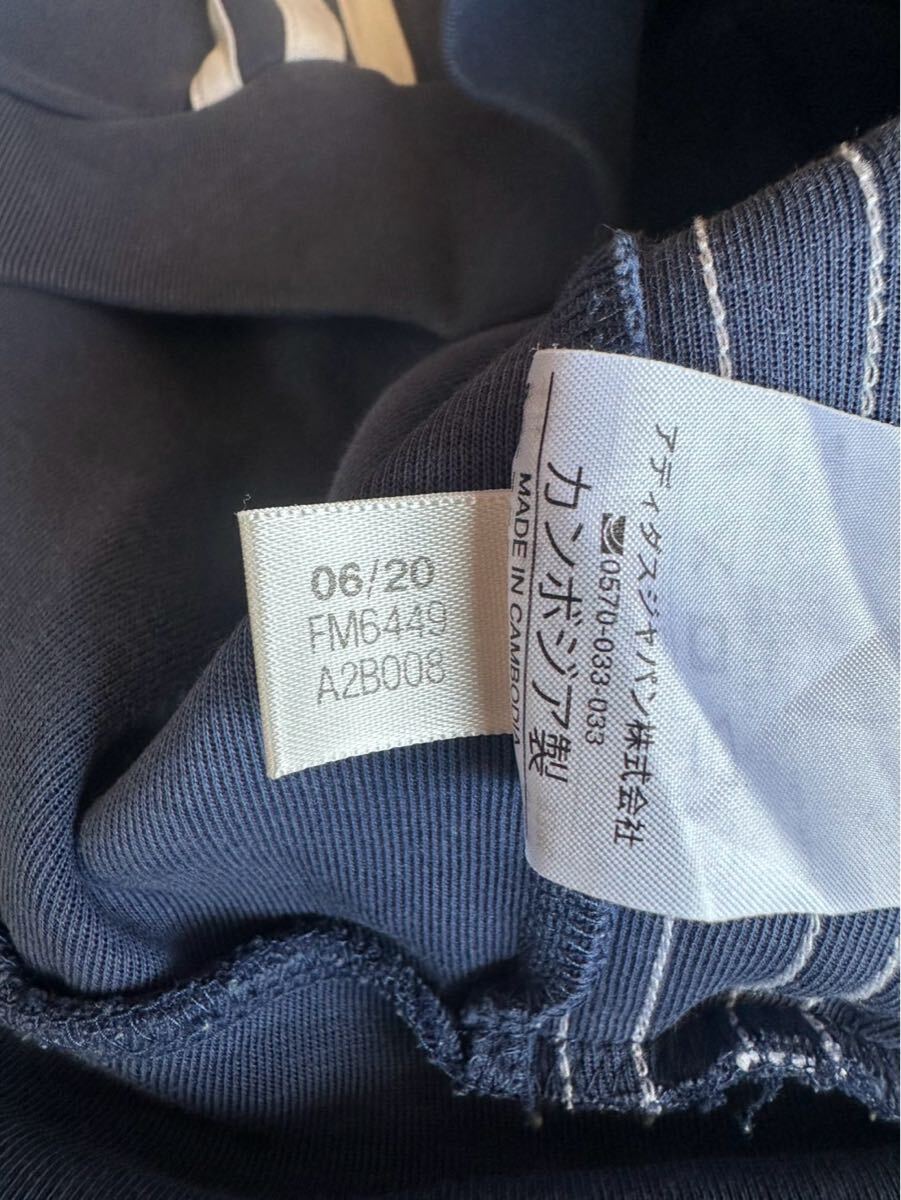 06/20
FM6449
A2B008
アディダスジャパン株式会社
0570-033-033
カンボジア製
MADE IN CAMBODIA